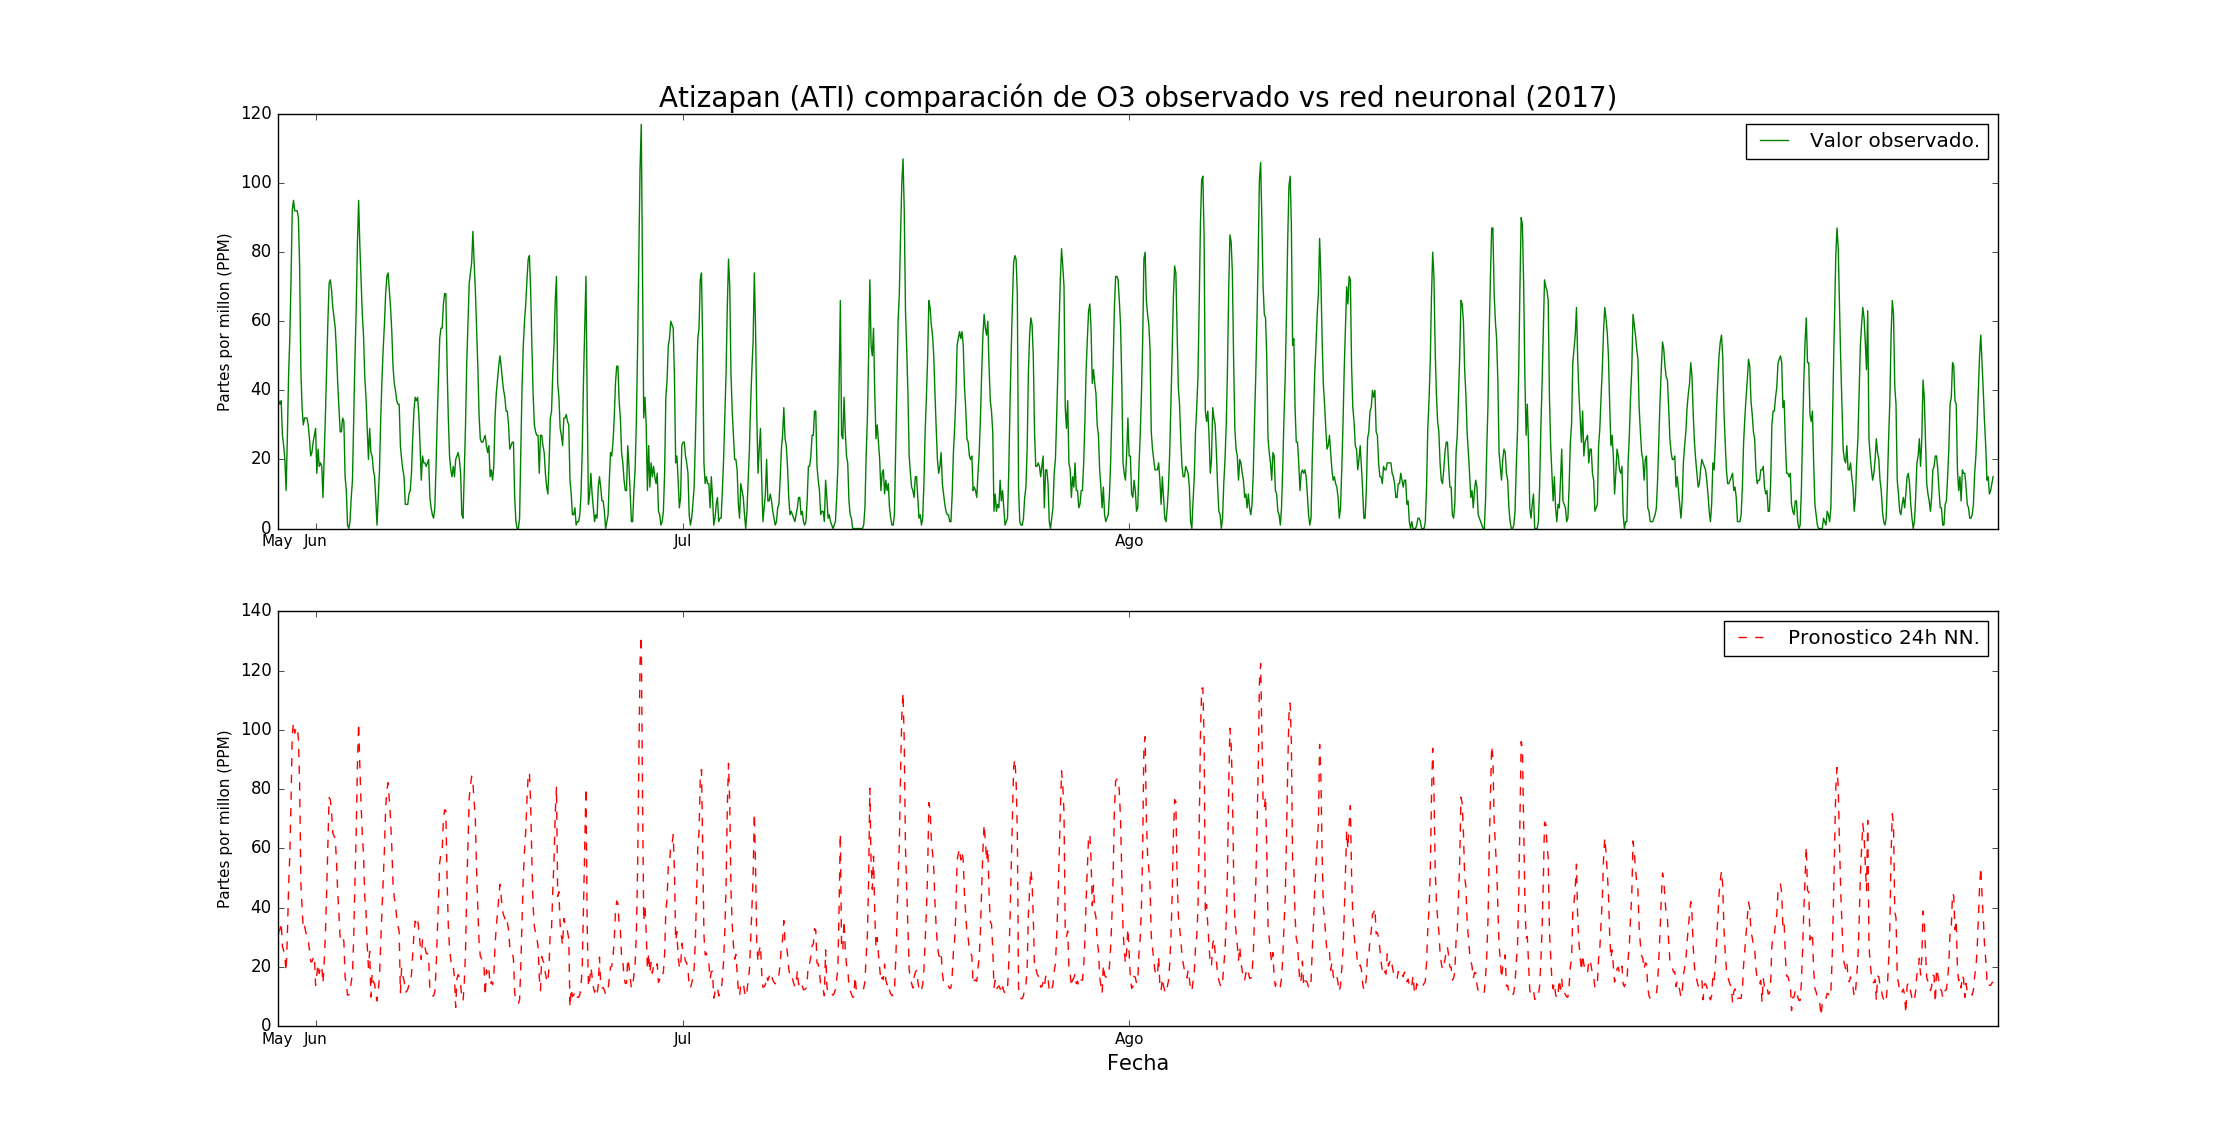 Atizapan (ATI) comparación de O3 observado vs red neuronal (2017)
120
100
80
60
40
20
0
Partes por millon (PPM)
Valor observado.
May Jun Jul Ago
140
120
100
80
60
40
20
0
Partes por millon (PPM)
Pronostico 24h NN.
May Jun Jul Ago
Fecha